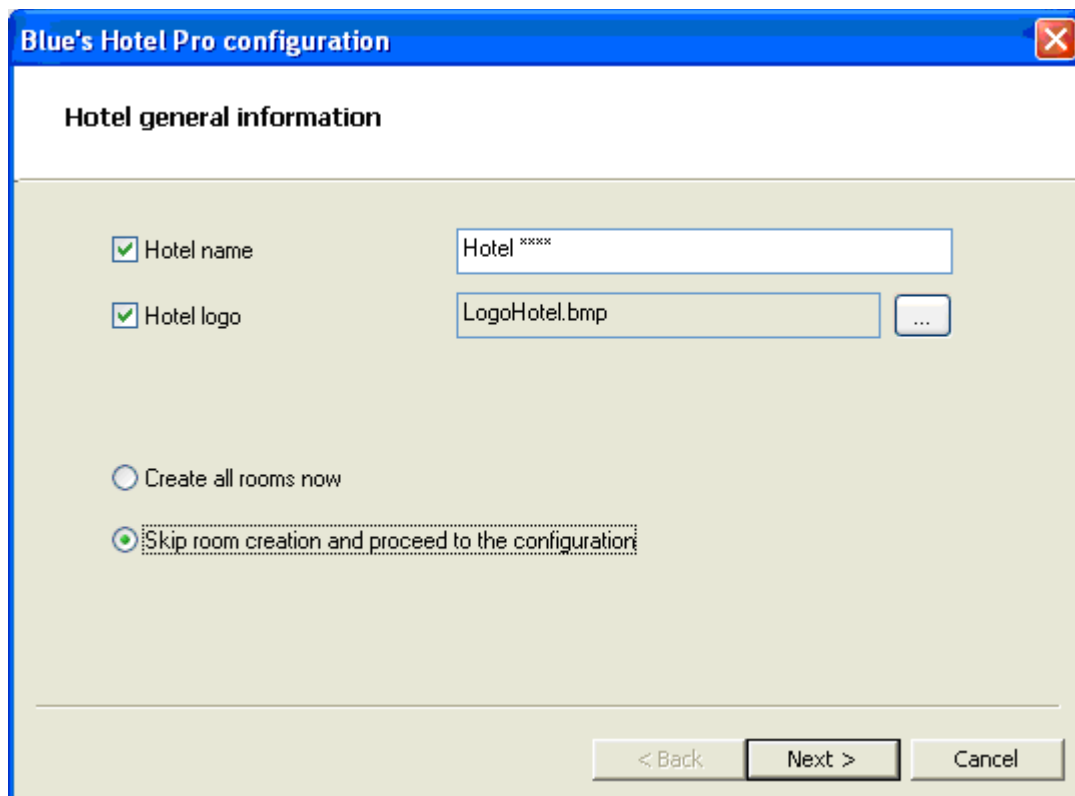 Blue's Hotel Pro configuration
Hotel general information
Hotel name Hotel ****
Hotel logo LogoHotel.bmp ...
Create all rooms now
Skip room creation and proceed to the configuration
< Back Next > Cancel